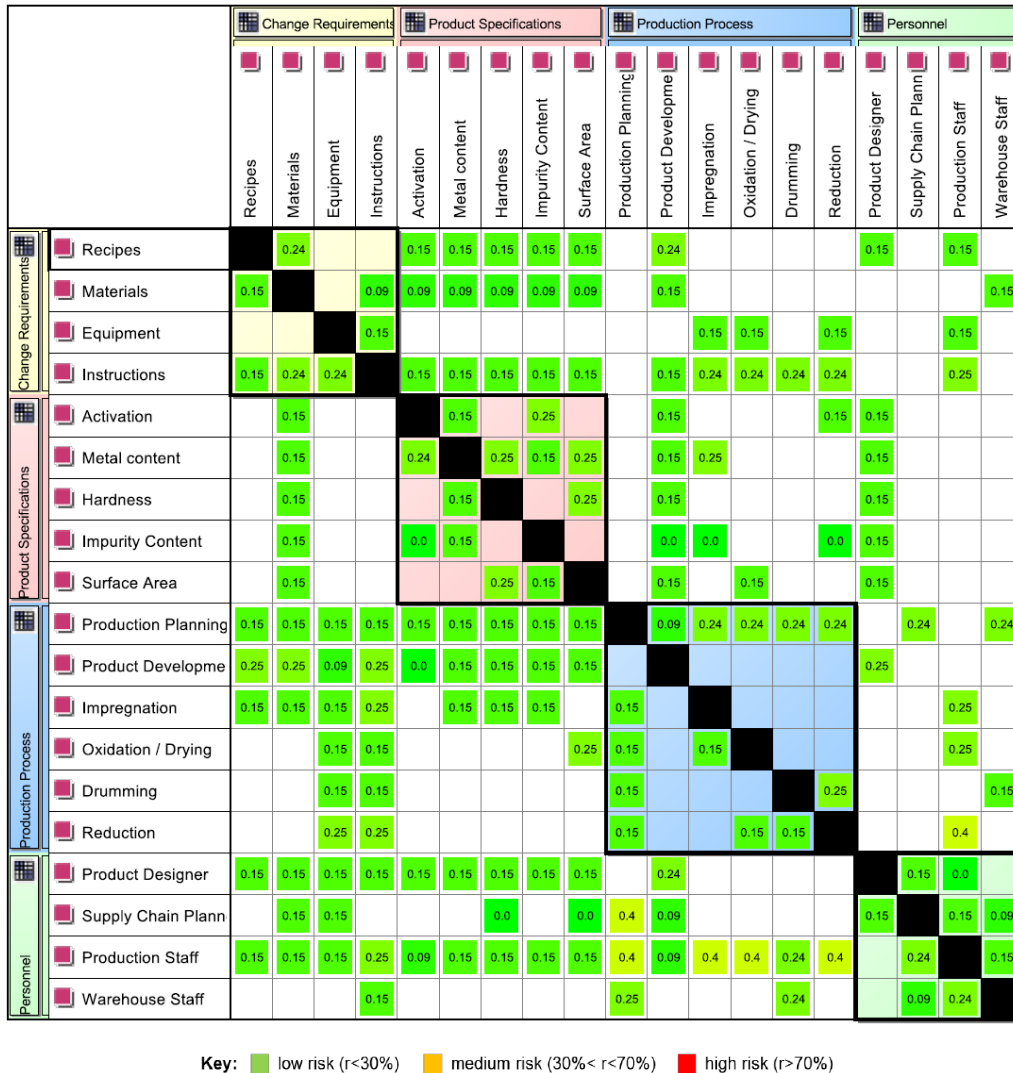 Change Requirements Product Specifications Production Process Personnel
Recipes Materials Equipment Instructions Activation Metal content Hardness Impurity Content Surface Area Production Planning Product Developme Impregnation Oxidation / Drying Drumming Reduction Product Designer Supply Chain Plann Production Staff Warehouse Staff
Change Requirements
Recipes 0.24 0.15 0.15 0.15 0.15 0.15 0.24 0.15 0.15
Materials 0.15 0.09 0.09 0.09 0.09 0.09 0.09 0.15 0.15
Equipment 0.15 0.15 0.15 0.15 0.15
Instructions 0.15 0.24 0.24 0.15 0.15 0.15 0.15 0.15 0.15 0.24 0.24 0.24 0.24 0.25
Product Specifications
Activation 0.15 0.15 0.25 0.15 0.15 0.15
Metal content 0.15 0.24 0.25 0.15 0.25 0.15 0.25 0.15
Hardness 0.15 0.15 0.25 0.15 0.15
Impurity Content 0.15 0.0 0.15 0.0 0.0 0.0 0.15
Surface Area 0.15 0.25 0.15 0.15 0.15 0.15
Production Process
Production Planning 0.15 0.15 0.15 0.15 0.15 0.15 0.15 0.15 0.15 0.09 0.24 0.24 0.24 0.24 0.24 0.24
Product Developme 0.25 0.25 0.09 0.25 0.0 0.15 0.15 0.15 0.15 0.25
Impregnation 0.15 0.15 0.15 0.25 0.15 0.15 0.15 0.15 0.25
Oxidation / Drying 0.15 0.15 0.25 0.15 0.15 0.25
Drumming 0.15 0.15 0.15 0.25 0.15
Reduction 0.25 0.25 0.15 0.15 0.15 0.4
Personnel
Product Designer 0.15 0.15 0.15 0.15 0.15 0.15 0.15 0.15 0.15 0.24 0.15 0.0
Supply Chain Plann 0.15 0.15 0.0 0.0 0.4 0.09 0.15 0.15 0.09
Production Staff 0.15 0.15 0.15 0.25 0.09 0.15 0.15 0.15 0.15 0.4 0.09 0.4 0.4 0.24 0.4 0.24 0.15
Warehouse Staff 0.15 0.25 0.24 0.09 0.24
Key: low risk (r<30%) medium risk (30%< r<70%) high risk (r>70%)